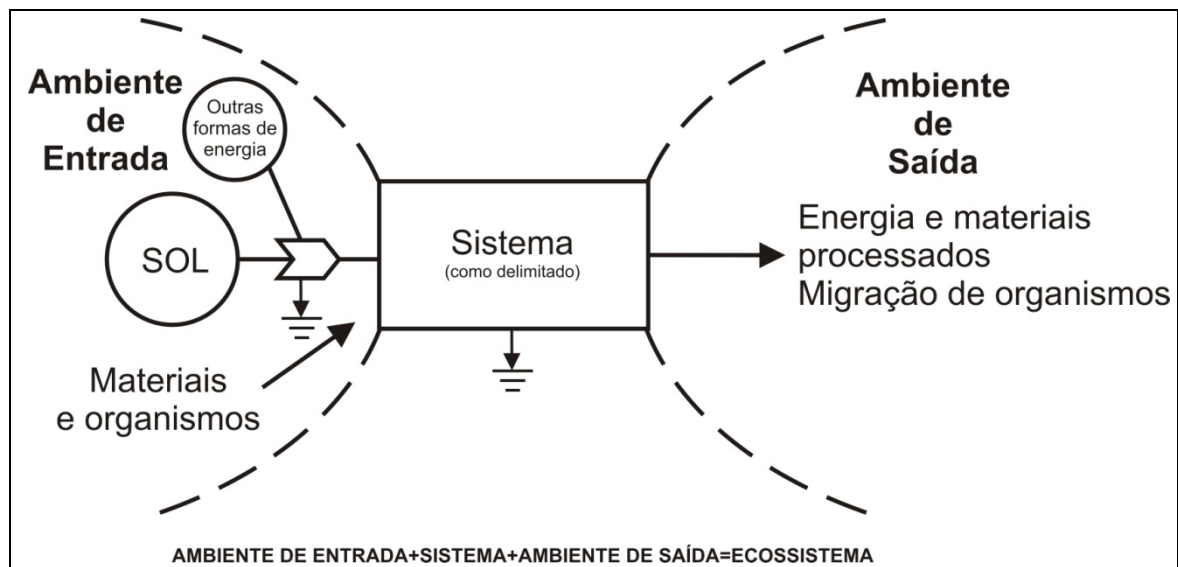 Ambiente
de
Entrada
Outras
formas de
energia
SOL
Materiais
e organismos
Sistema
(como delimitado)
Ambiente
de
Saída
Energia e materiais
processados
Migração de organismos
AMBIENTE DE ENTRADA+SISTEMA+AMBIENTE DE SAÍDA=ECOSSISTEMA